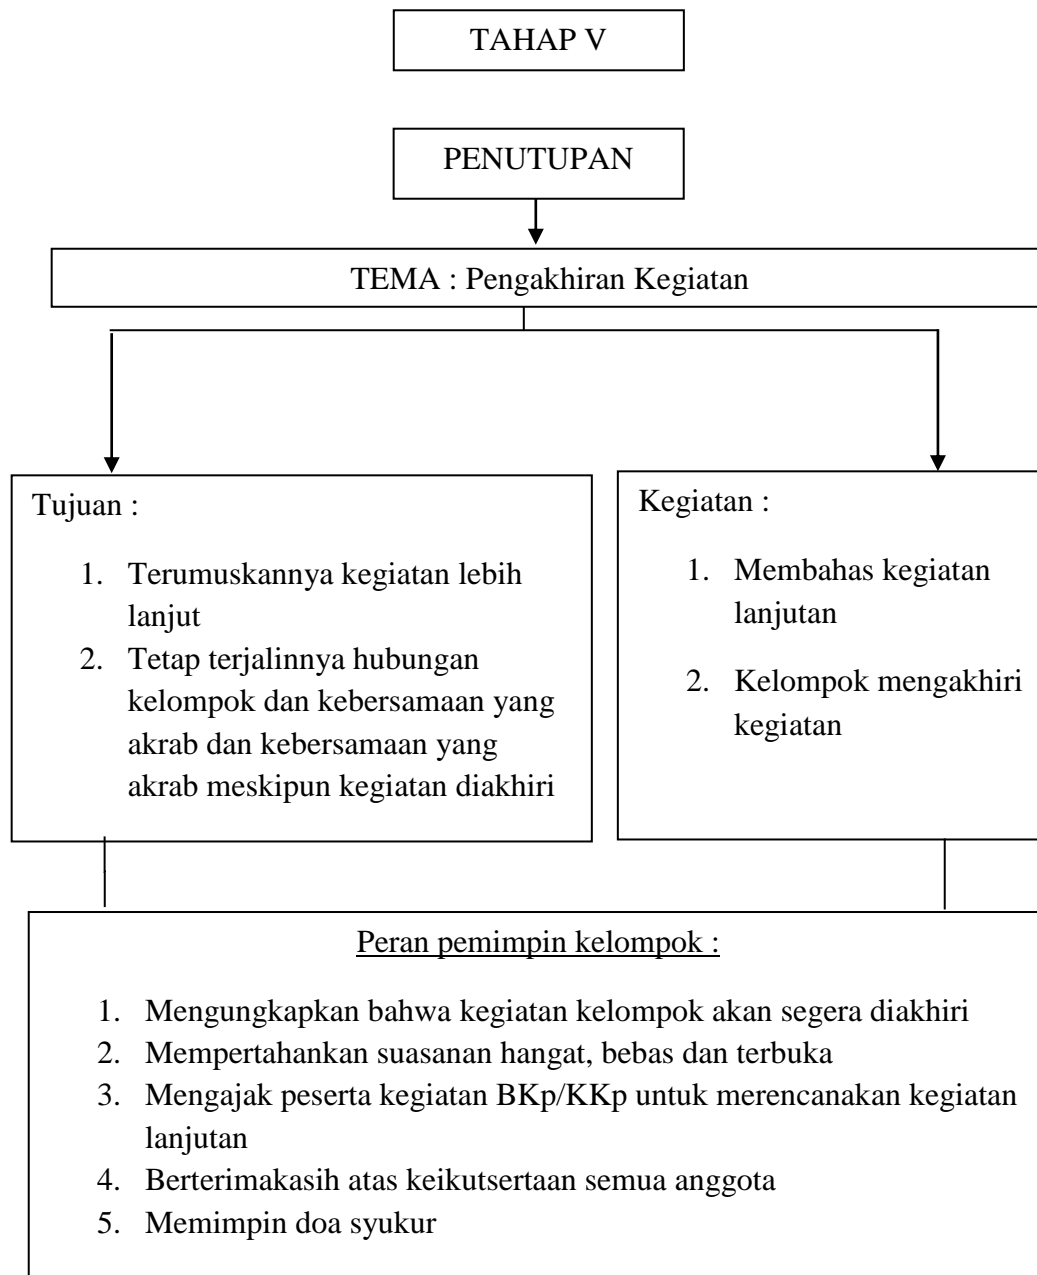 TAHAP V
PENUTUPAN
TEMA : Pengakhiran Kegiatan
Tujuan :
1. Terumuskannya kegiatan lebih
lanjut
2. Tetap terjalinnya hubungan
kelompok dan kebersamaan yang
akrab dan kebersamaan yang
akrab meskipun kegiatan diakhiri
Kegiatan :
1. Membahas kegiatan
lanjutan
2. Kelompok mengakhiri
kegiatan
Peran pemimpin kelompok :
1. Mengungkapkan bahwa kegiatan kelompok akan segera diakhiri
2. Mempertahankan suasanan hangat, bebas dan terbuka
3. Mengajak peserta kegiatan BKp/KKp untuk merencanakan kegiatan
lanjutan
4. Berterimakasih atas keikutsertaan semua anggota
5. Memimpin doa syukur